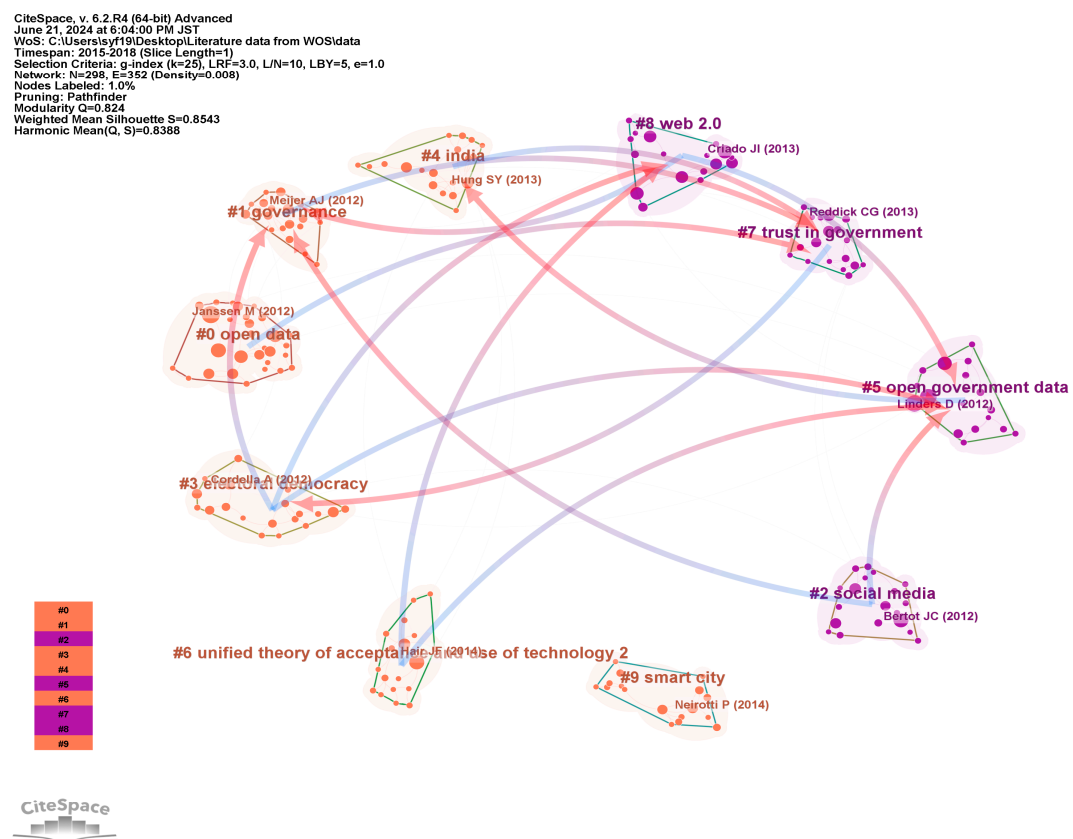 CiteSpace, v. 6.2.R4 (64-bit) Advanced
June 21, 2024 at 6:04:00 PM JST
WoS: C:\Users\syf19\Desktop\Literature data from WOS\data
Timespan: 2015-2018 (Slice Length=1)
Selection Criteria: g-index (k=25), LRF=3.0, L/N=10, LBY=5, e=1.0
Network: N=298, E=352 (Density=0.008)
Nodes Labeled: 1.0%
Pruning: Pathfinder
Modularity Q=0.824
Weighted Mean Silhouette S=0.8543
Harmonic Mean(Q, S)=0.8388
#8 web 2.0
Criado JI (2013)
#4 india
Hung SY (2013)
Meijer AJ (2012)
#1 governance
Reddick CG (2013)
#7 trust in government
Janssen M (2012)
#0 open data
#5 open government data
Linders D (2012)
Cordella A (2012)
#3 electoral democracy
#2 social media
Bertot JC (2012)
#6 unified theory of acceptance and use of technology 2
Hair JF (2014)
#9 smart city
Neirotti P (2014)
#0
#1
#2
#3
#4
#5
#6
#7
#8
#9
CiteSpace